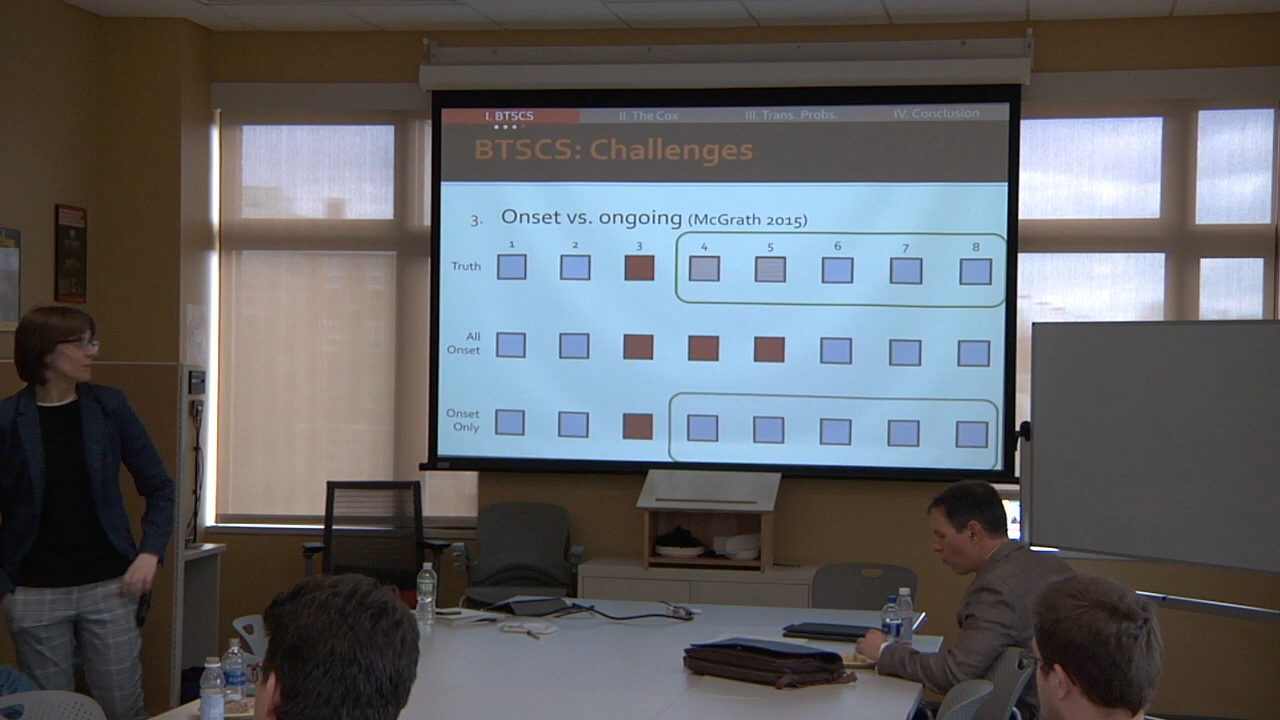 I. BTSCS II. The Cox III. Trans. Probs. IV. Conclusion
BTSCS: Challenges
3. Onset vs. ongoing (McGrath 2015)
1 2 3 4 5 6 7 8
Truth
All
Onset
Onset
Only